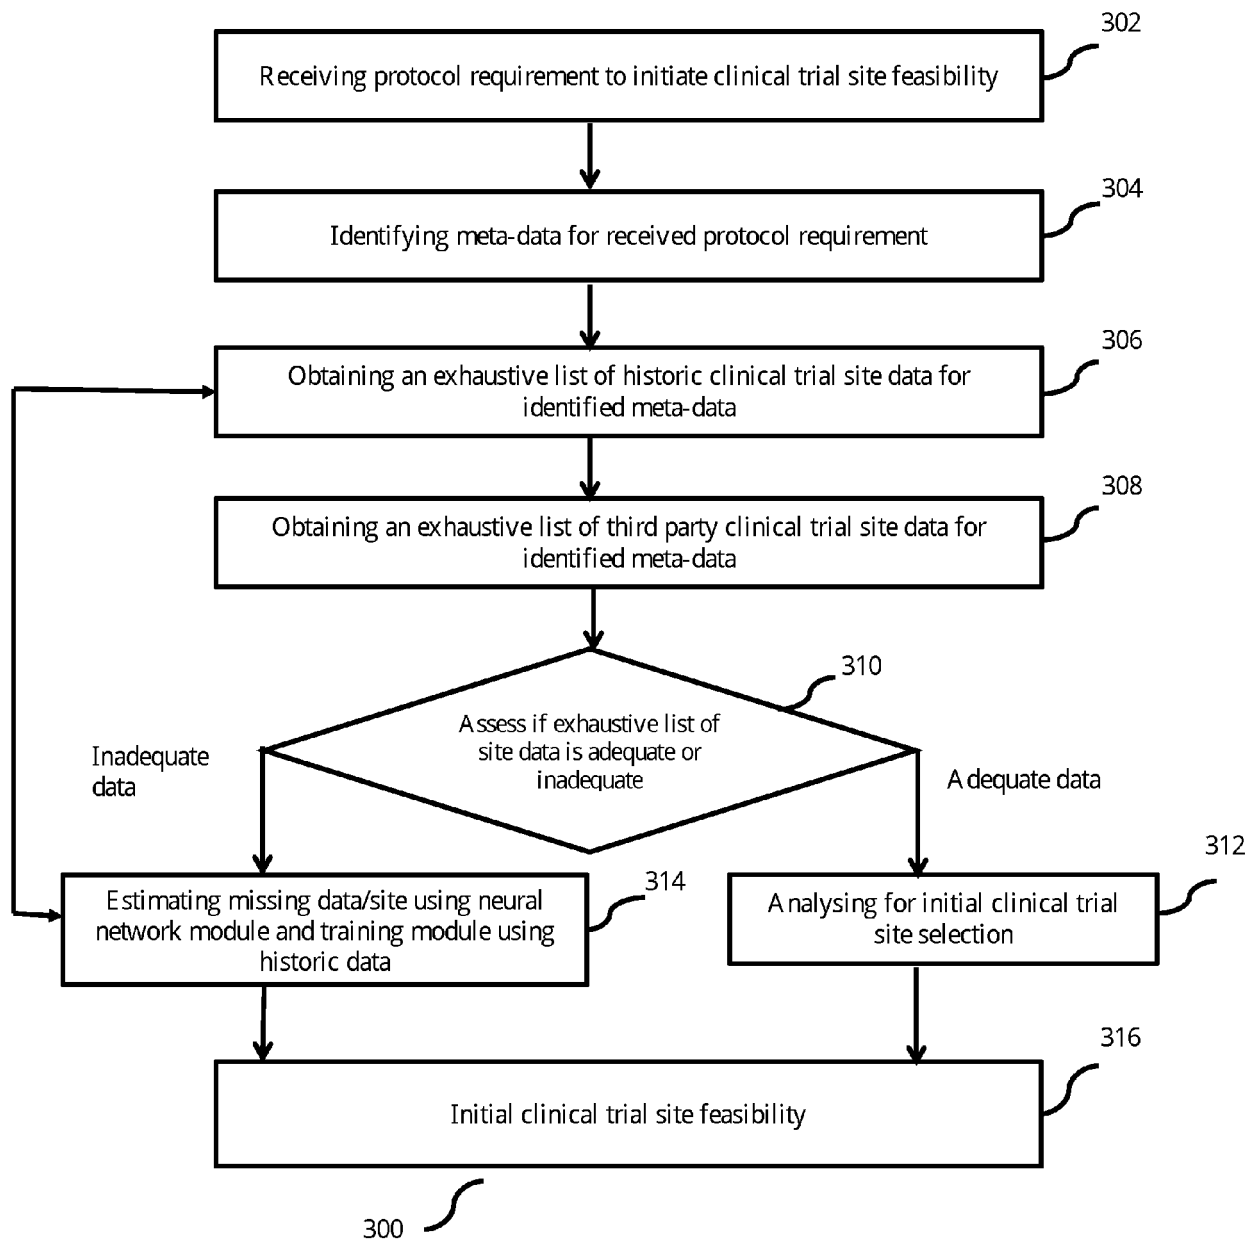 302
Receiving protocol requirement to initiate clinical trial site feasibility
304
Identifying meta-data for received protocol requirement
306
Obtaining an exhaustive list of historic clinical trial site data for
identified meta-data
308
Obtaining an exhaustive list of third party clinical trial site data for
identified meta-data
310
Assess if exhaustive list of
site data is adequate or
inadequate
Inadequate
data
Adequate data
314
Estimating missing data/site using neural
network module and training module using
historic data
312
Analysing for initial clinical trial
site selection
316
Initial clinical trial site feasibility
300